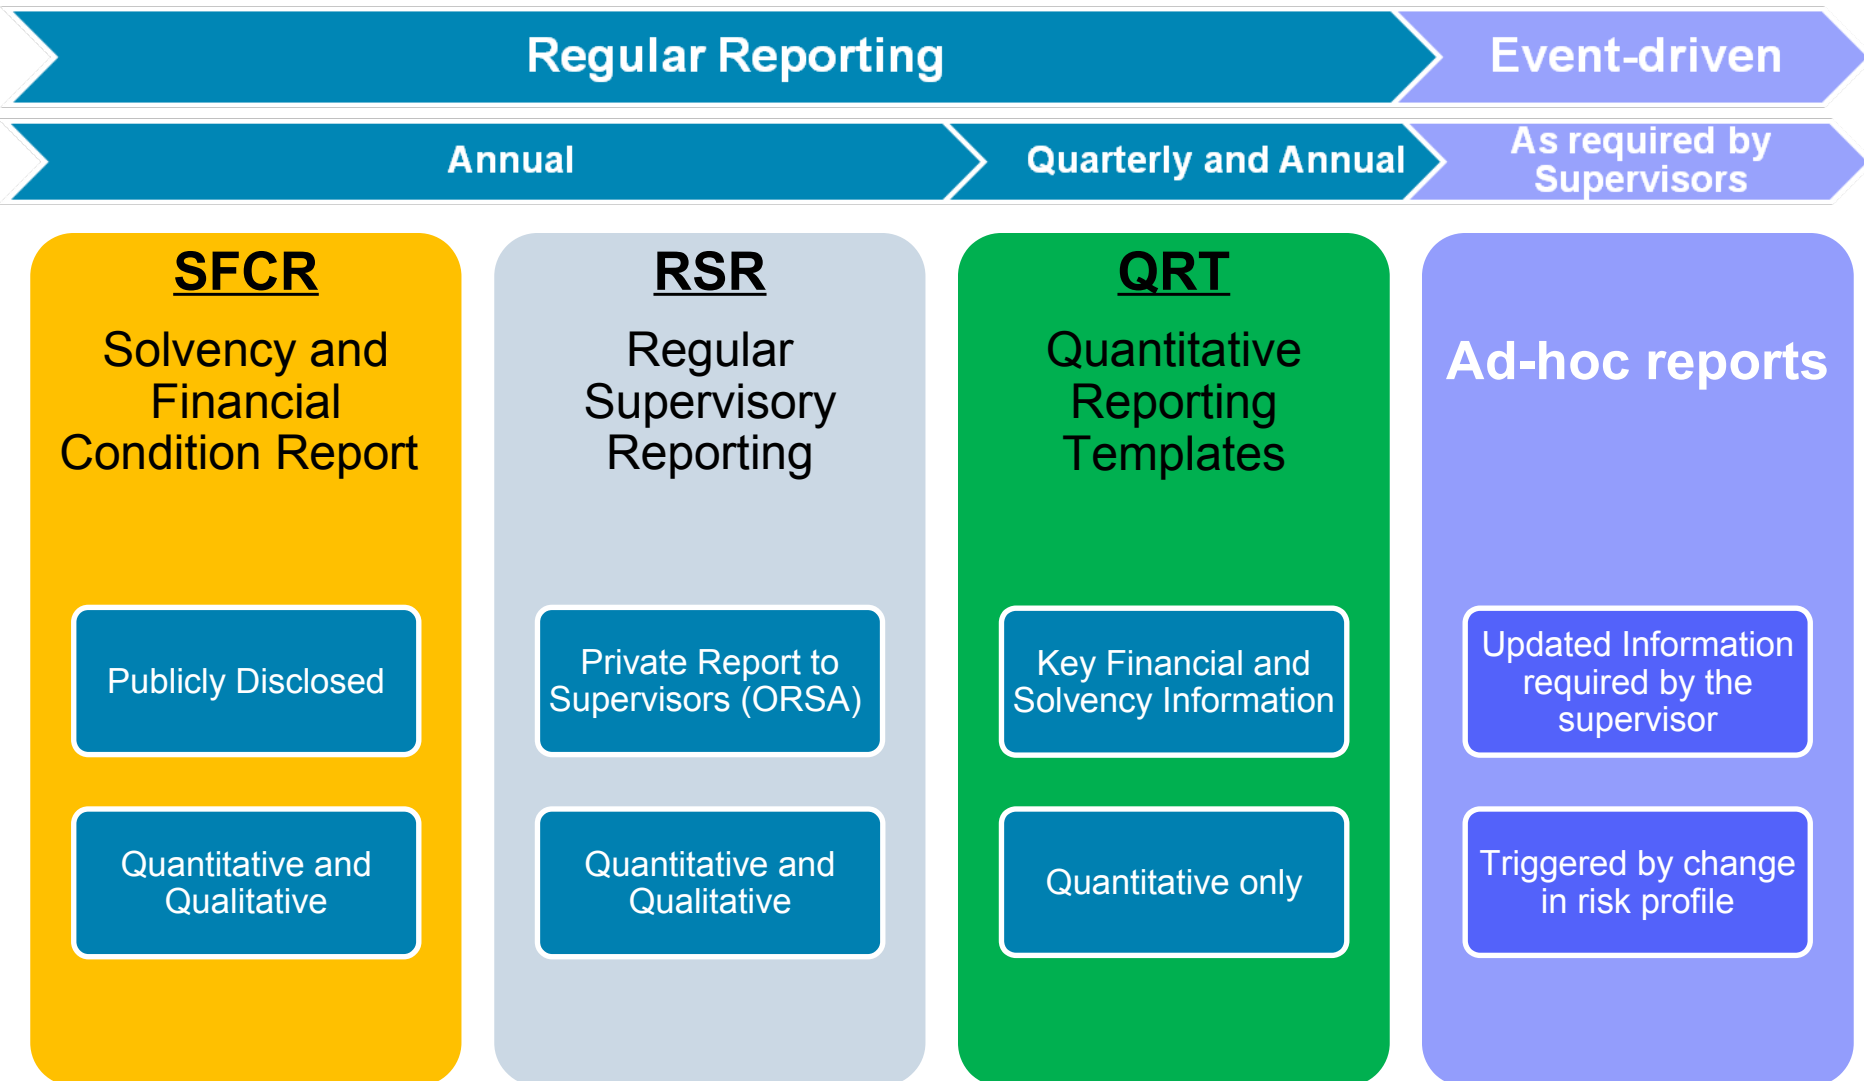 Regular Reporting
Event-driven
Annual
Quarterly and Annual
As required by
Supervisors
SFCR
Solvency and
Financial
Condition Report
Publicly Disclosed
Quantitative and
Qualitative
RSR
Regular
Supervisory
Reporting
Private Report to
Supervisors (ORSA)
Quantitative and
Qualitative
QRT
Quantitative
Reporting
Templates
Key Financial and
Solvency Information
Quantitative only
Ad-hoc reports
Updated Information
required by the
supervisor
Triggered by change
in risk profile